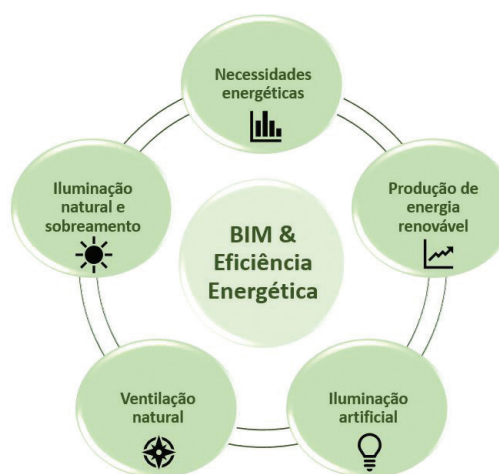 Necessidades
energéticas
Iluminação
natural e
sobreamento
Produção de
energia
renovável
BIM &
Eficiência
Energética
Ventilação
natural
Iluminação
artificial